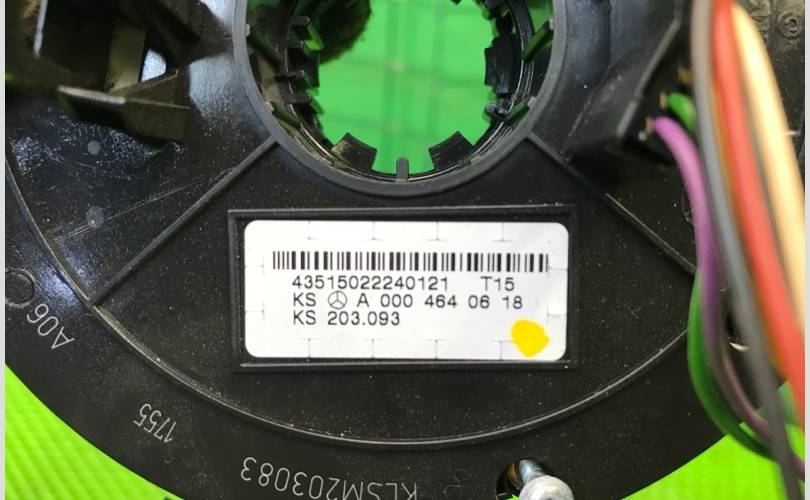 43515022240121 T15
KS A 000 464 06 18
KS 203.093
A06
1755
KLSM203083